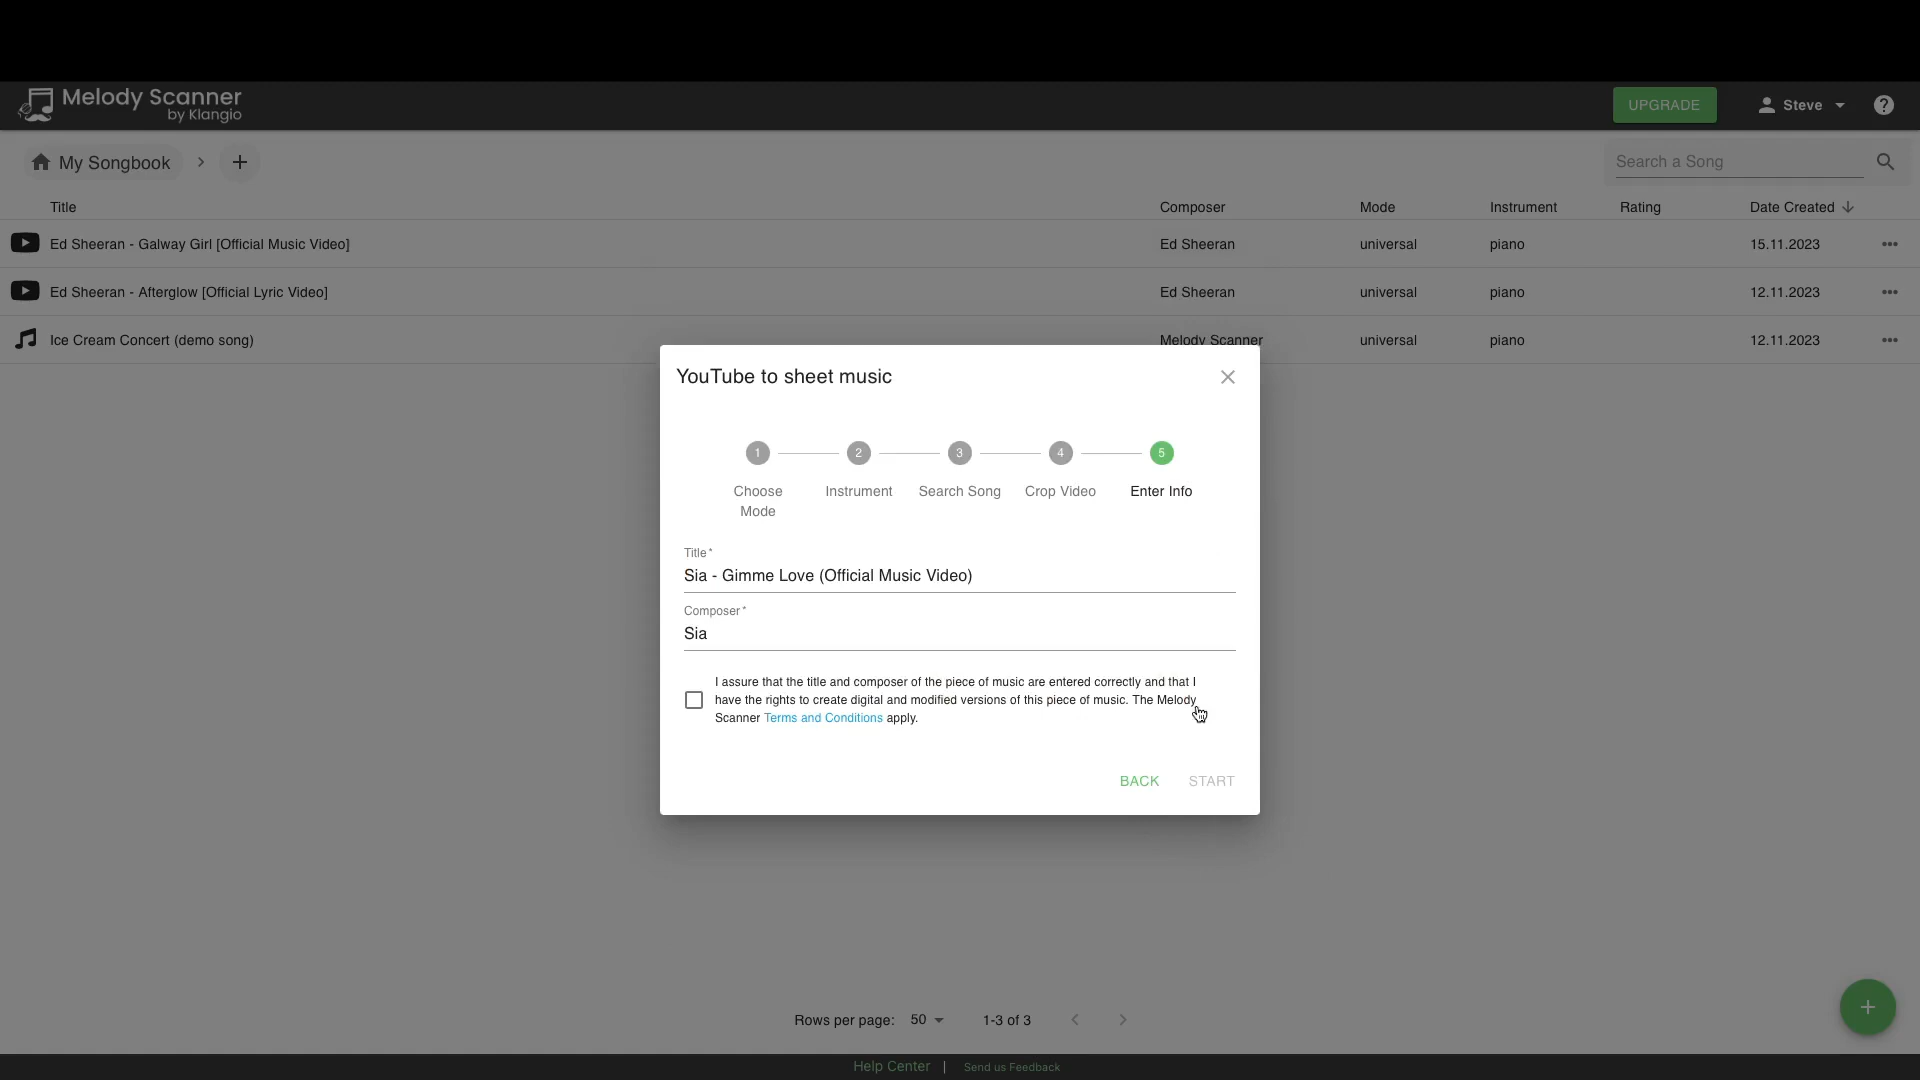 Melody Scanner
by Klangio
UPGRADE
Steve
?
My Songbook
Search a Song
Title Composer Mode Instrument Rating Date Created
Ed Sheeran - Galway Girl [Official Music Video] Ed Sheeran universal piano 15.11.2023
Ed Sheeran - Afterglow [Official Lyric Video] Ed Sheeran universal piano 12.11.2023
Ice Cream Concert (demo song) Melody Scanner universal piano 12.11.2023
YouTube to sheet music
1 2 3 4 5
Choose Instrument Search Song Crop Video Enter Info
Mode
Title*
Sia - Gimme Love (Official Music Video)
Composer*
Sia
I assure that the title and composer of the piece of music are entered correctly and that I
have the rights to create digital and modified versions of this piece of music. The Melody
Scanner Terms and Conditions apply.
BACK START
Rows per page: 50 1-3 of 3
Help Center | Send us Feedback